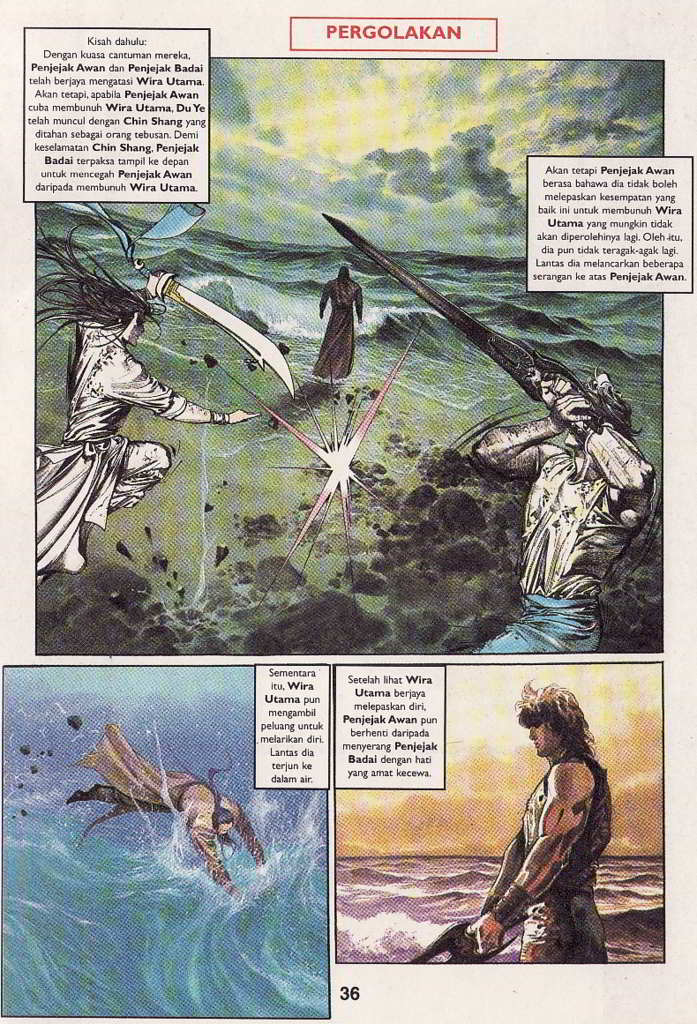 PERGOLAKAN
Kisah dahulu:
Dengan kuasa cantuman mereka,
Penjejak Awan dan Penjejak Badai
telah berjaya mengatasi Wira Utama.
Akan tetapi, apabila Penjejak Awan
cuba membunuh Wira Utama, Du Ye
telah muncul dengan Chin Shang yang
ditahan sebagai orang tebusan. Demi
keselamatan Chin Shang, Penjejak
Badai terpaksa tampil ke depan
untuk mencegah Penjejak Awan
daripada membunuh Wira Utama.
Akan tetapi Penjejak Awan
berasa bahawa dia tidak boleh
melepaskan kesempatan yang
baik ini untuk membunuh Wira
Utama yang mungkin tidak
akan diperolehinya lagi. Oleh itu,
dia pun tidak teragak-agak lagi.
Lantas dia melancarkan beberapa
serangan ke atas Penjejak Awan.
Sementara
itu, Wira
Utama pun
mengambil
peluang untuk
melarikan diri.
Lantas dia
terjun ke
dalam air.
Setelah lihat Wira
Utama berjaya
melepaskan diri,
Penjejak Awan pun
berhenti daripada
menyerang Penjejak
Badai dengan hati
yang amat kecewa.
36